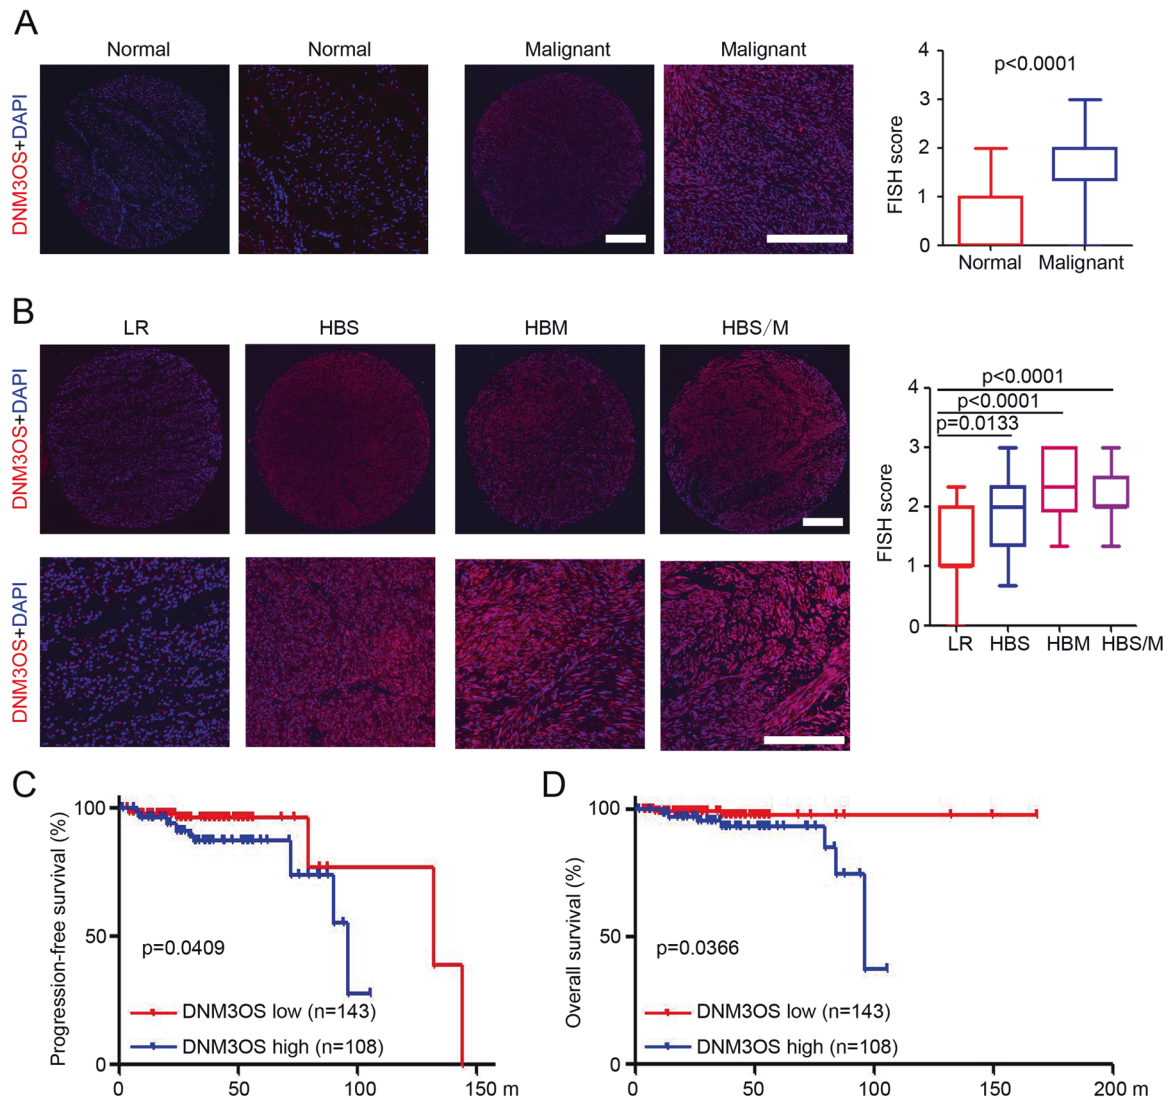 A
Normal
Normal
Malignant
Malignant
DNM3OS+DAPI
FISH score
4
3
2
1
0
p<0.0001
Normal
Malignant
B
LR
HBS
HBM
HBS/M
DNM3OS+DAPI
DNM3OS+DAPI
FISH score
4
3
2
1
0
p<0.0001
p<0.0001
p=0.0133
LR
HBS
HBM
HBS/M
C
Progression-free survival (%)
100
50
0
p=0.0409
DNM3OS low (n=143)
DNM3OS high (n=108)
0
50
100
150 m
D
Overall survival (%)
100
50
0
p=0.0366
DNM3OS low (n=143)
DNM3OS high (n=108)
0
50
100
150
200 m